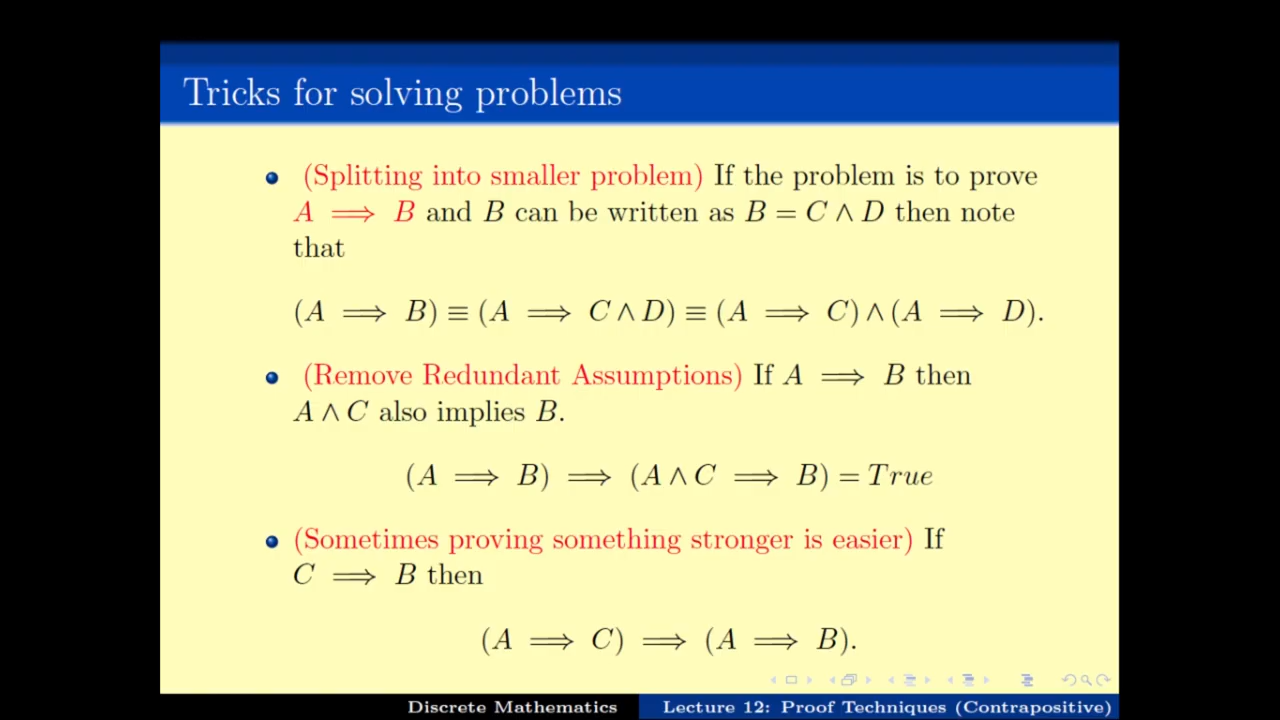 Tricks for solving problems
(Splitting into smaller problem) If the problem is to prove
A ⟹ B and B can be written as B = C ∧ D then note
that
(A ⟹ B) ≡ (A ⟹ C ∧ D) ≡ (A ⟹ C) ∧ (A ⟹ D).
(Remove Redundant Assumptions) If A ⟹ B then
A ∧ C also implies B.
(A ⟹ B) ⟹ (A ∧ C ⟹ B) = True
(Sometimes proving something stronger is easier) If
C ⟹ B then
(A ⟹ C) ⟹ (A ⟹ B).
Discrete Mathematics Lecture 12: Proof Techniques (Contrapositive)